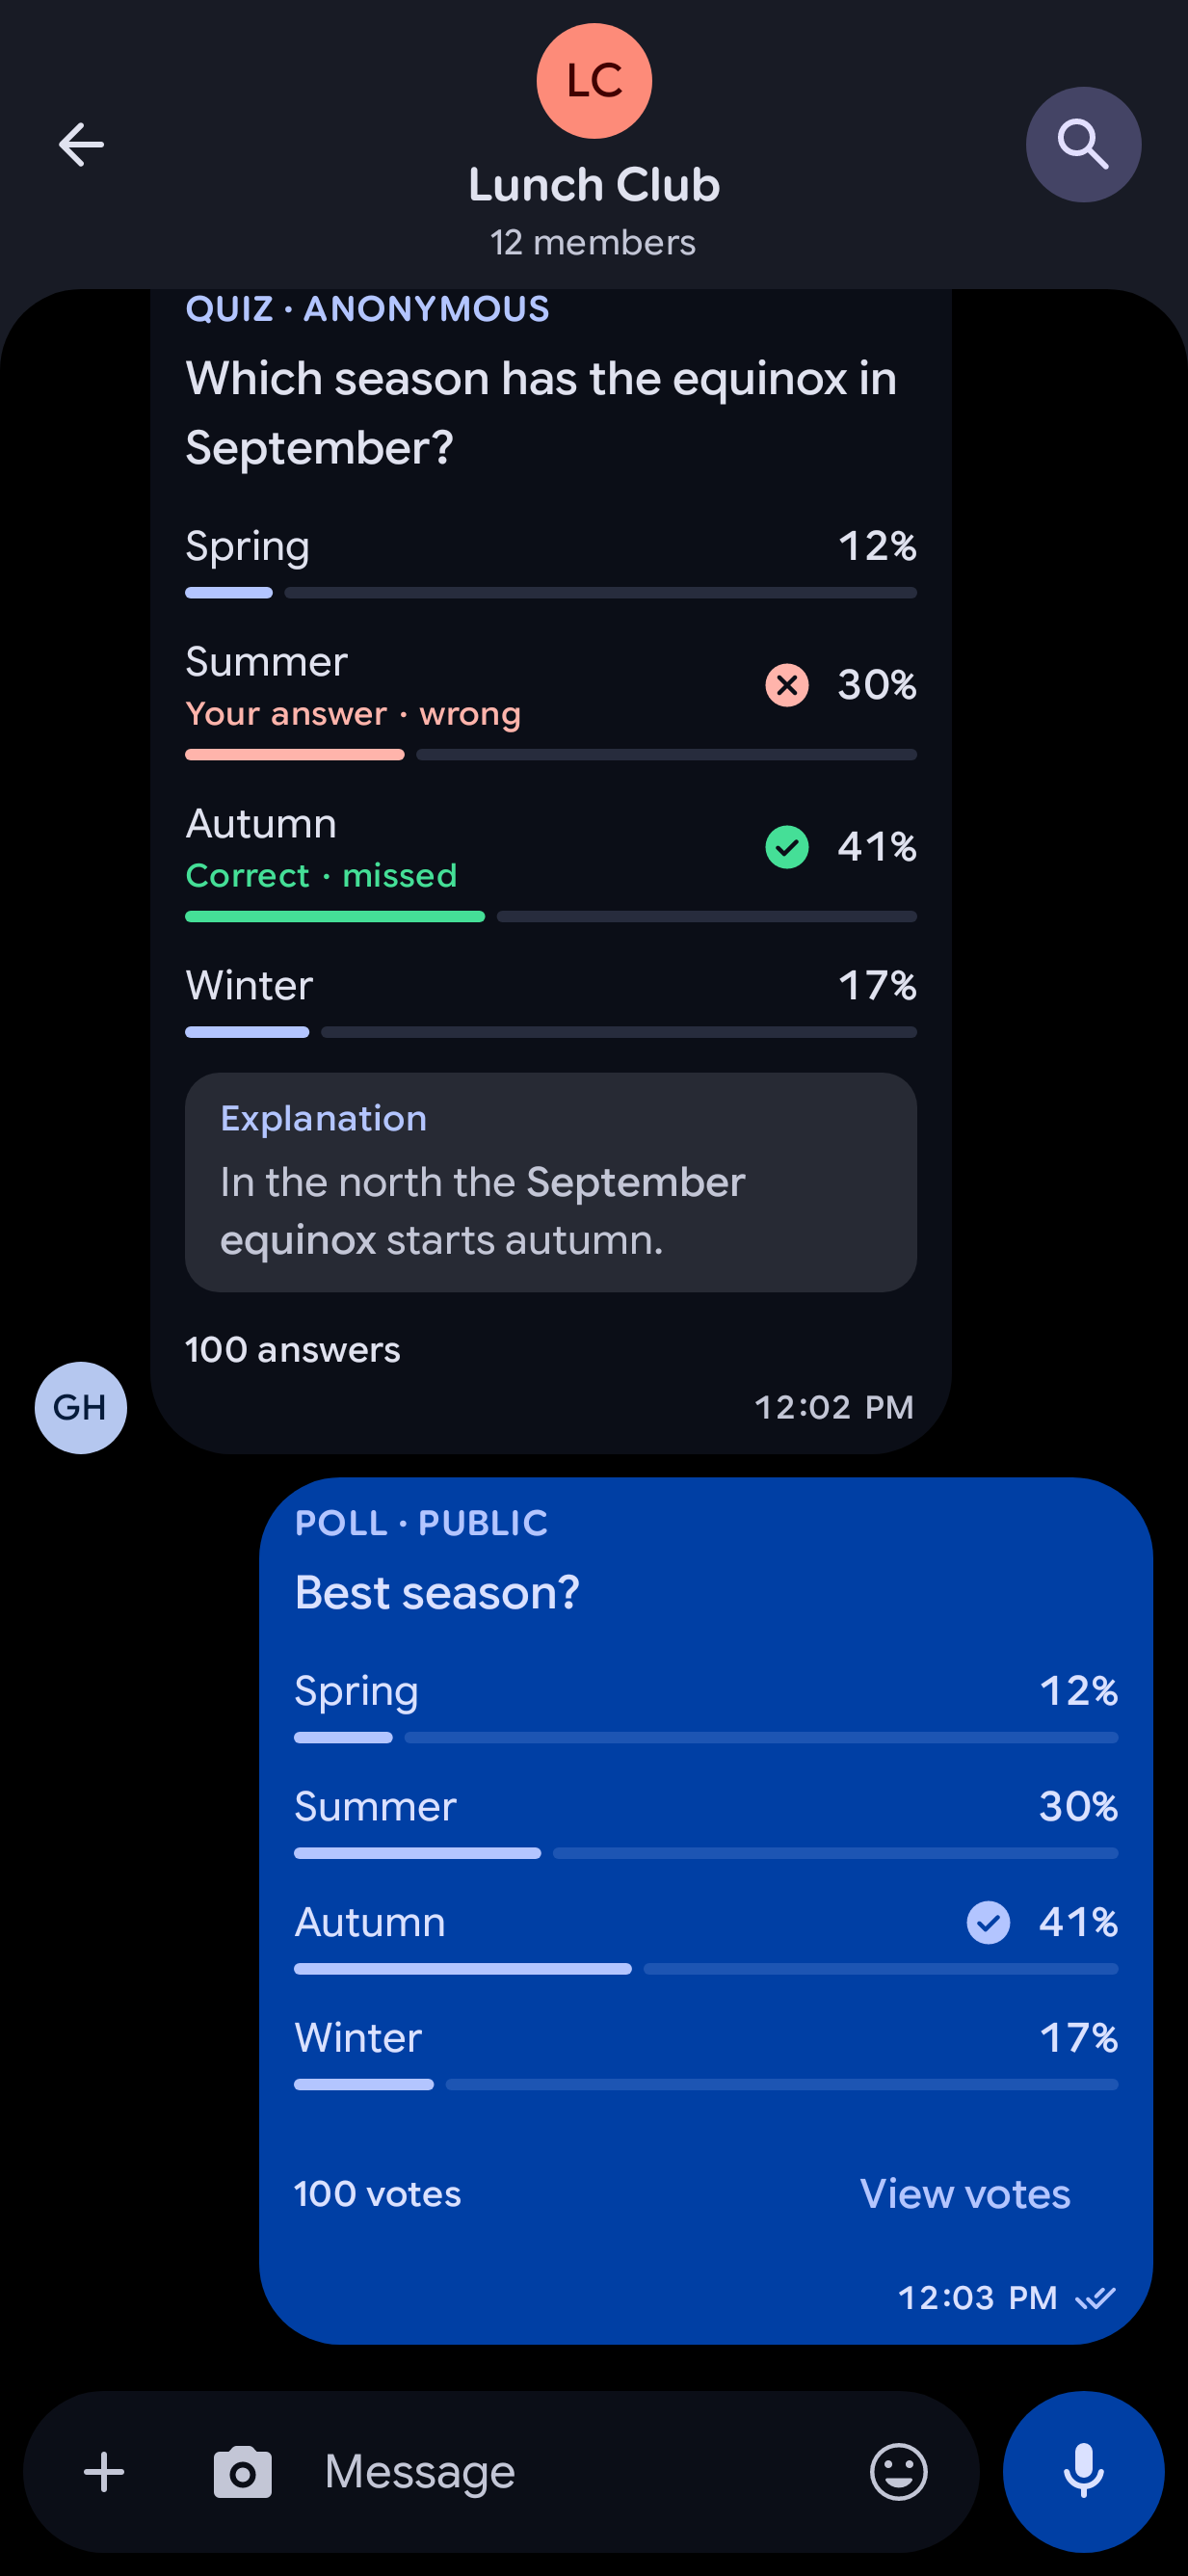 LC
Lunch Club
12 members
QUIZ · ANONYMOUS
Which season has the equinox in
September?
Spring 12%
Summer 30%
Your answer · wrong
Autumn 41%
Correct · missed
Winter 17%
Explanation
In the north the September
equinox starts autumn.
100 answers
GH
12:02 PM
POLL · PUBLIC
Best season?
Spring 12%
Summer 30%
Autumn 41%
Winter 17%
100 votes View votes
12:03 PM
Message